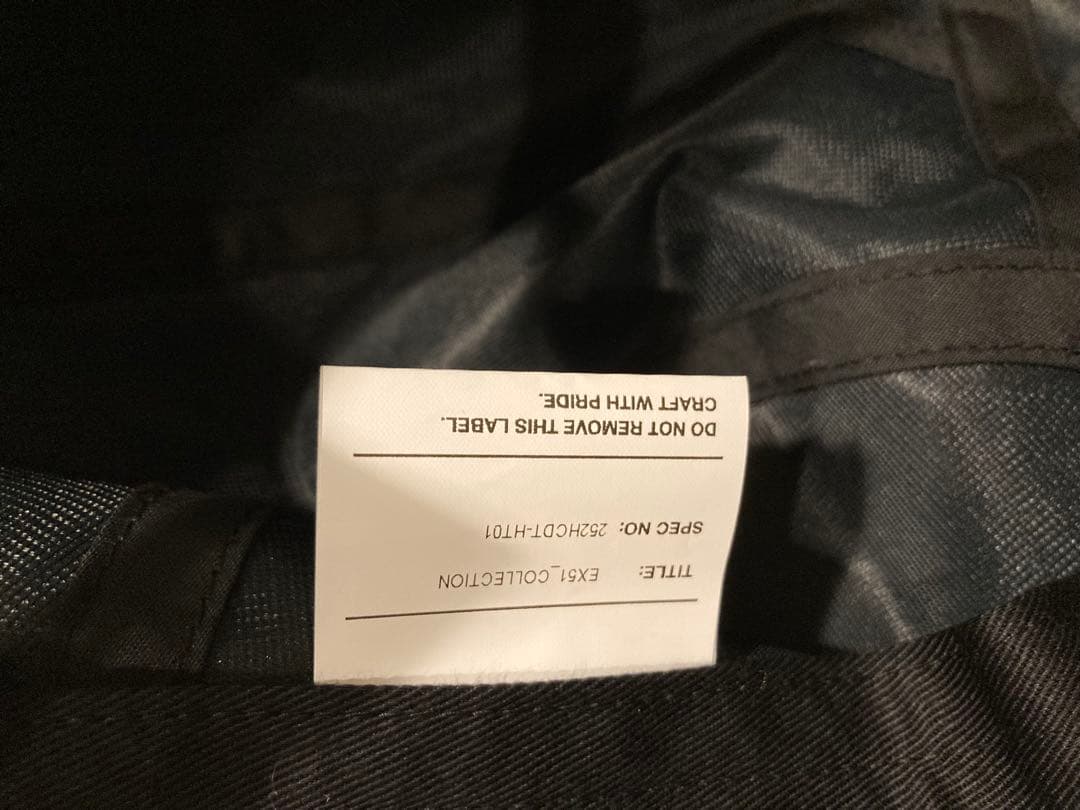 TITLE: EX51_COLLECTION
SPEC NO: 252HCDT-HT01
DO NOT REMOVE THIS LABEL.
CRAFT WITH PRIDE.